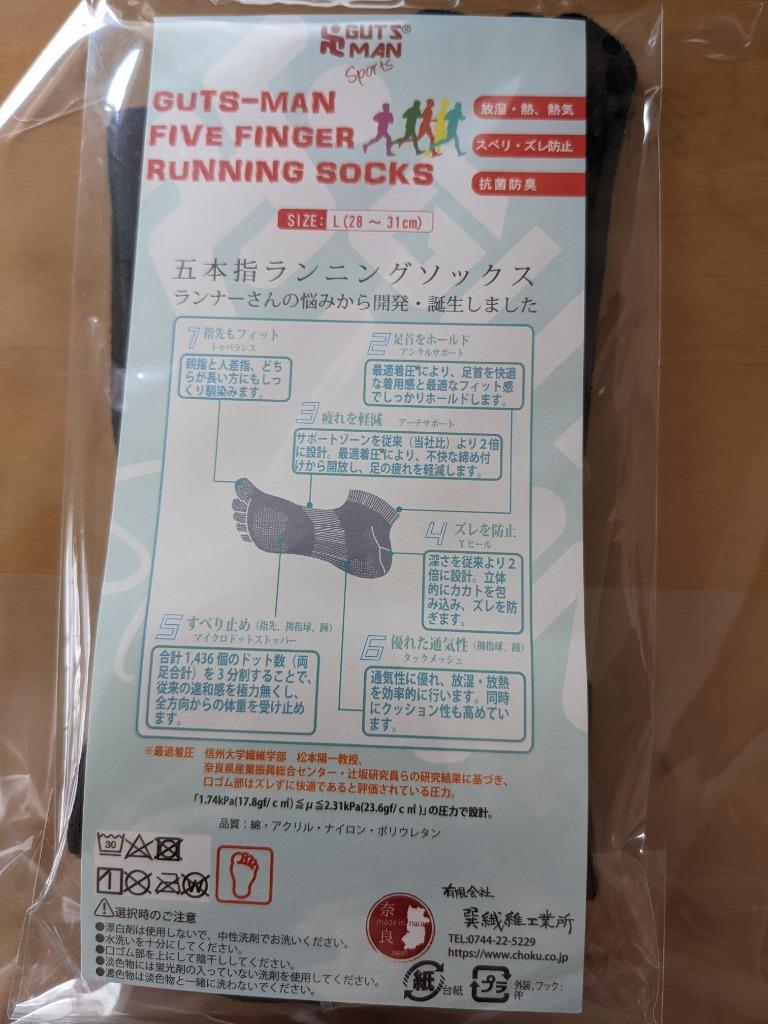 GUTS®
MAN
Sports
GUTS-MAN
FIVE FINGER
RUNNING SOCKS
放湿・熱、熱気
スベリ・ズレ防止
抗菌防臭
SIZE: L(28 ～ 31cm)
五本指ランニングソックス
ランナーさんの悩みから開発・誕生しました
1 指先もフィット
トゥバランス
親指と人差指、どち
らが長い方にもしっ
くり馴染みます。
2 足首をホールド
アンクルサポート
最適着圧※により、足首を快適
な着用感と最適なフィット感
でしっかりホールドします。
3 疲れを軽減 アーチサポート
サポートゾーンを従来（当社比）より2倍
に設計。最適着圧※により、不快な締め付
けから開放し、足の疲れを軽減します。
4 ズレを防止
Yヒール
深さを従来より2
倍に設計。立体
的にカカトを包
み込み、ズレを防
ぎます。
5 すべり止め（指先、拇指球、踵）
マイクロドットストッパー
合計1,436個のドット数（両
足合計）を3分割することで、
従来の違和感を極力無くし、
全方向からの体重を受け止め
ます。
6 優れた通気性（拇指球、踵）
タックメッシュ
通気性に優れ、放湿・放熱
を効率的に行います。同時
にクッション性も高めてい
ます。
※最適着圧 信州大学繊維学部 松本陽一教授、
奈良県産業振興総合センター・辻坂研究員らの研究結果に基づき、
口ゴム部はズレずに快適であると評価されている圧力。
「1.74kPa(17.8gf/c㎡)≦μ≦2.31kPa(23.6gf/c㎡)」の圧力で設計。
品質：綿・アクリル・ナイロン・ポリウレタン
30
W
⚠選択時のご注意
●漂白剤は使用しないで、中性洗剤でお洗いください。
●水洗いを十分にしてください。
●口ゴム部を上にして陰干ししてください。
●淡色物には蛍光剤の入っていない洗剤を使用してください。
●濃色物は淡色物と一緒に洗わないでください。
奈
made in nara
良
japan
有限会社
巽繊維工業所
TEL:0744-22-5229
https://www.choku.co.jp
紙
台紙
プラ
外装,フック:
PP